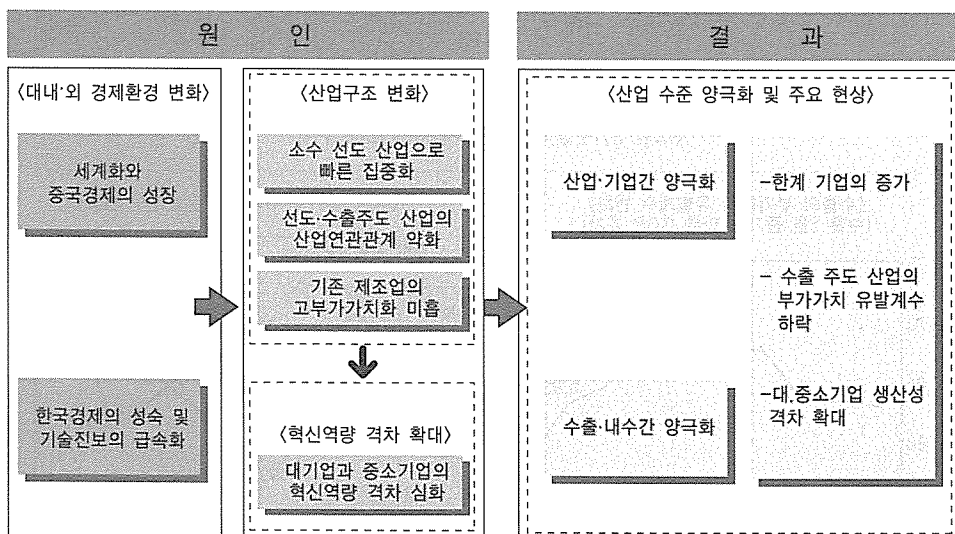 원 인
결 과
〈대내·외 경제환경 변화〉
세계화와
중국경제의 성장
한국경제의 성숙 및
기술진보의 급속화
〈산업구조 변화〉
소수 선도 산업으로
빠른 집중화
선도·수출주도 산업의
산업연관관계 약화
기존 제조업의
고부가가치화 미흡
〈혁신역량 격차 확대〉
대기업과 중소기업의
혁신역량 격차 심화
〈산업 수준 양극화 및 주요 현상〉
산업·기업간 양극화
수출·내수간 양극화
–한계 기업의 증가
– 수출 주도 산업의
부가가치 유발계수
하락
–대.중소기업 생산성
격차 확대